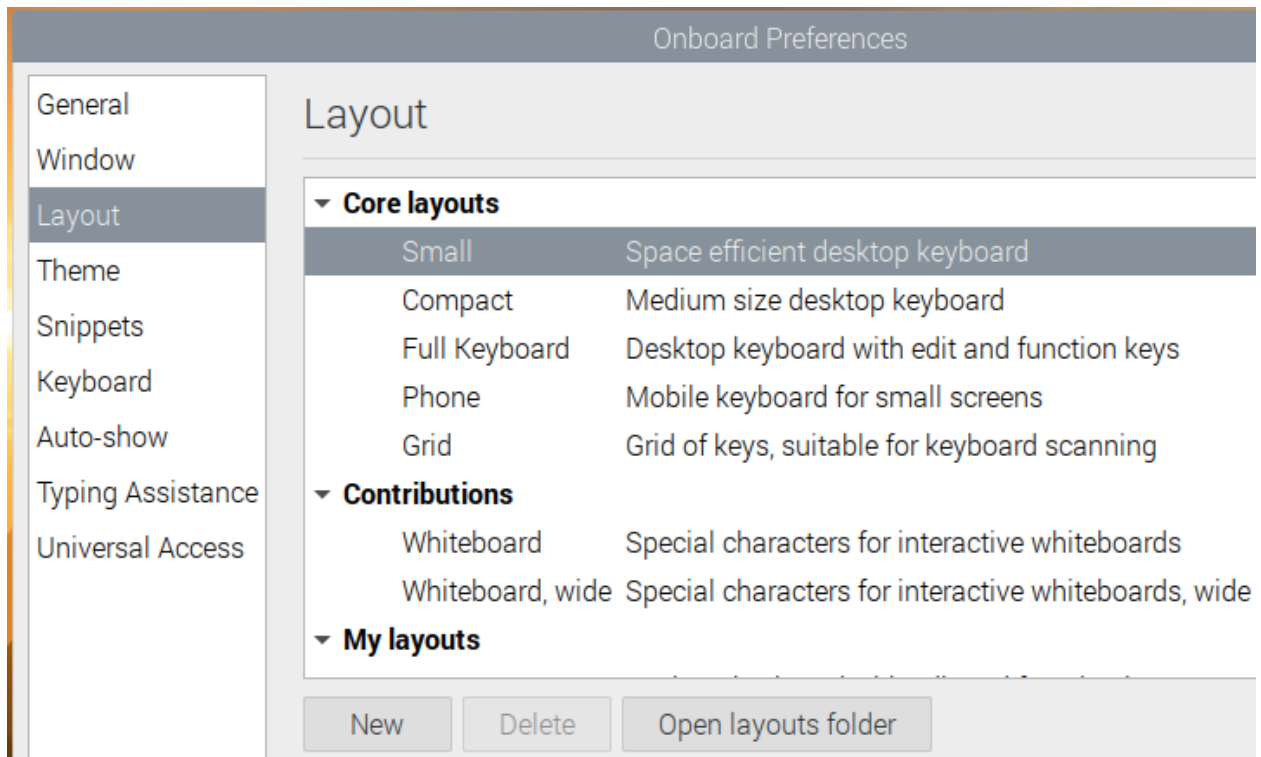 Onboard Preferences
General
Window
Layout
Theme
Snippets
Keyboard
Auto-show
Typing Assistance
Universal Access
Layout
Core layouts
Small Space efficient desktop keyboard
Compact Medium size desktop keyboard
Full Keyboard Desktop keyboard with edit and function keys
Phone Mobile keyboard for small screens
Grid Grid of keys, suitable for keyboard scanning
Contributions
Whiteboard Special characters for interactive whiteboards
Whiteboard, wide Special characters for interactive whiteboards, wide
My layouts
New Delete Open layouts folder